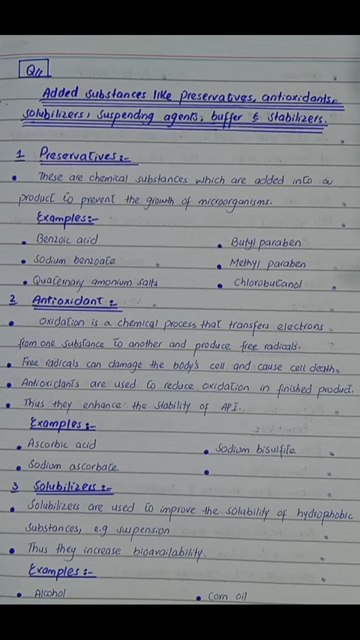 Q4
Added substances like preservatives, antioxidants,
solubilizers, suspending agents, buffer & stabilizers.
1 Preservatives:-
• These are chemical substances which are added into a
product to prevent the growth of microorganisms.
Examples:-
• Benzoic acid • Butyl paraben
• Sodium benzoate • Methyl paraben
• Quaternary amonium salts • Chlorobutanol
2 Antioxidant:-
• Oxidation is a chemical process that transfers electrons
from one substance to another and produce free radicals.
• Free radicals can damage the body's cell and cause cell death.
• Antioxidants are used to reduce oxidation in finished product.
• Thus they enhance the stability of API.
Examples:-
• Ascorbic acid • Sodium bisulfite
• Sodium ascorbate •
3 Solubilizers:-
• Solubilizers are used to improve the solubility of hydrophobic
substances, e.g suspension
• Thus they increase bioavailability.
Examples:-
• Alcohol • Corn oil